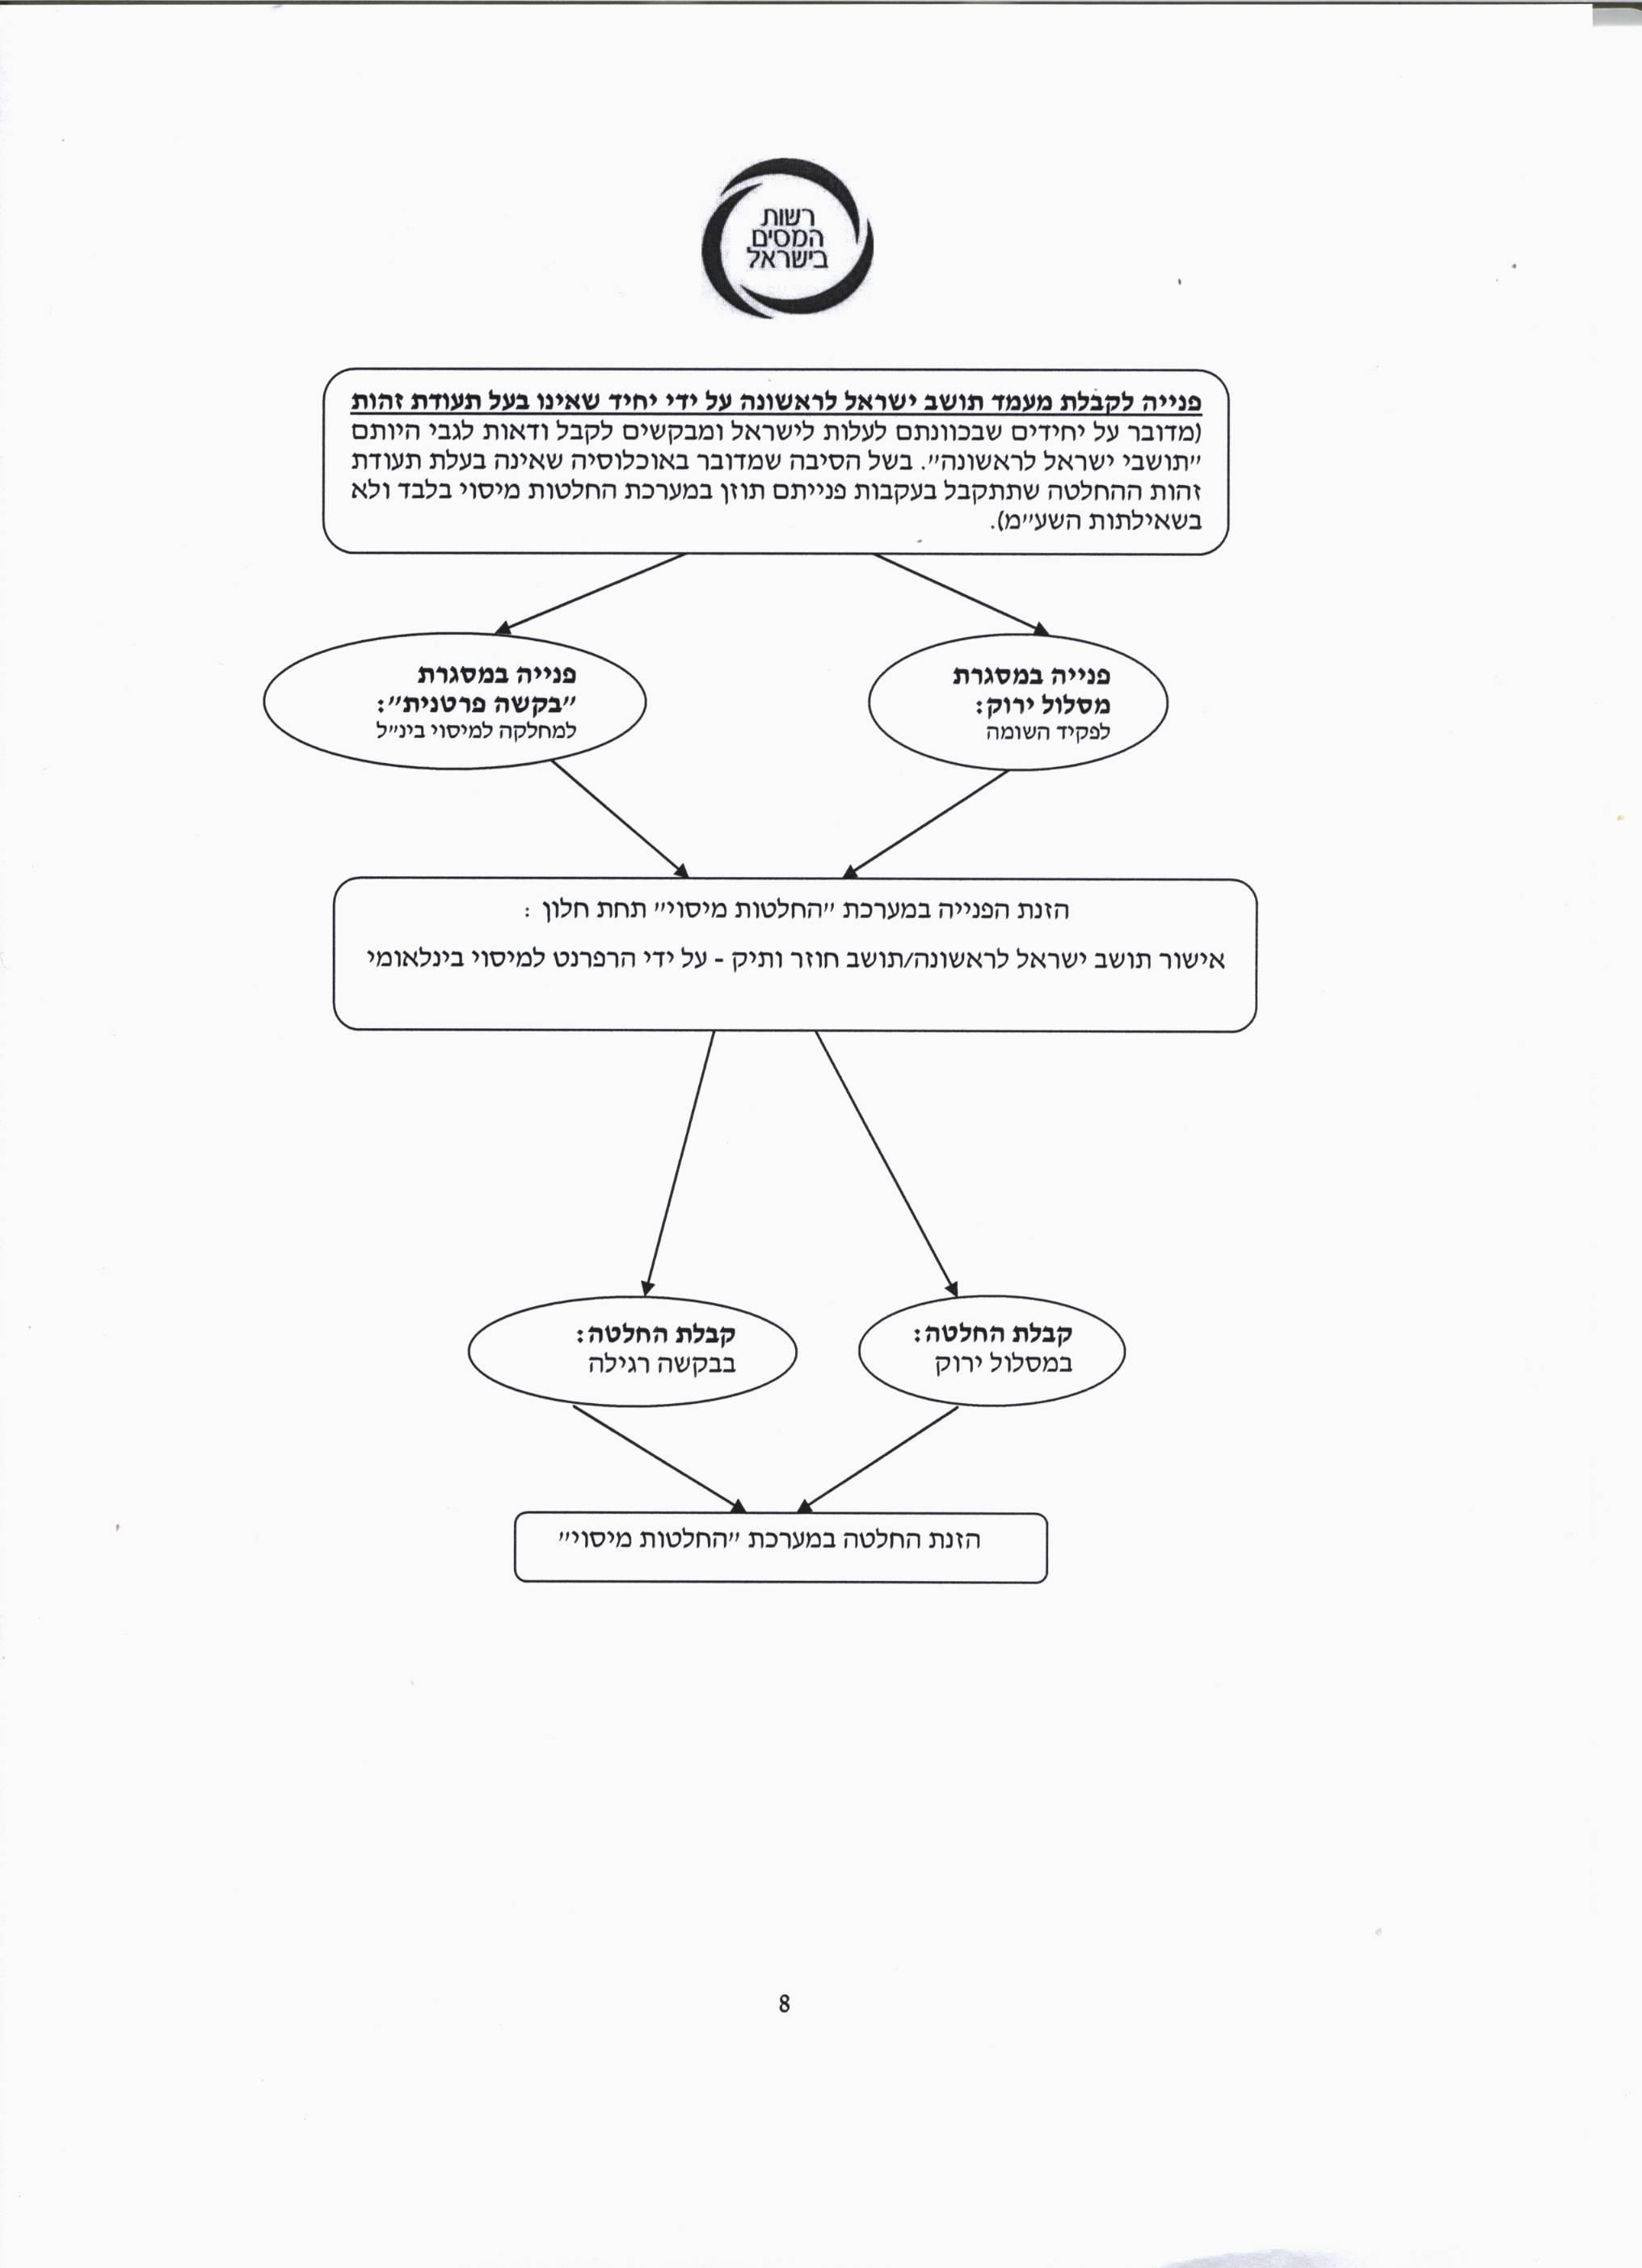 רשות
המסים
בישראל
פנייה לקבלת מעמד תושב ישראל לראשונה על ידי יחיד שאינו בעל תעודת זהות
(מדובר על יחידים שבכוונתם לעלות לישראל ומבקשים לקבל ודאות לגבי היותם
"תושבי ישראל לראשונה". בשל הסיבה שמדובר באוכלוסיה שאינה בעלת תעודת
זהות ההחלטה שתתקבל בעקבות פנייתם תוזן במערכת החלטות מיסוי בלבד ולא
בשאילתות השע"מ).
פנייה במסגרת
מסלול ירוק:
לפקיד השומה
פנייה במסגרת
"בקשה פרטנית":
למחלקה למיסוי בינ"ל
הזנת הפנייה במערכת "החלטות מיסוי" תחת חלון :
אישור תושב ישראל לראשונה/תושב חוזר ותיק - על ידי הרפרנט למיסוי בינלאומי
קבלת החלטה:
במסלול ירוק
קבלת החלטה:
בבקשה רגילה
הזנת החלטה במערכת "החלטות מיסוי"
8